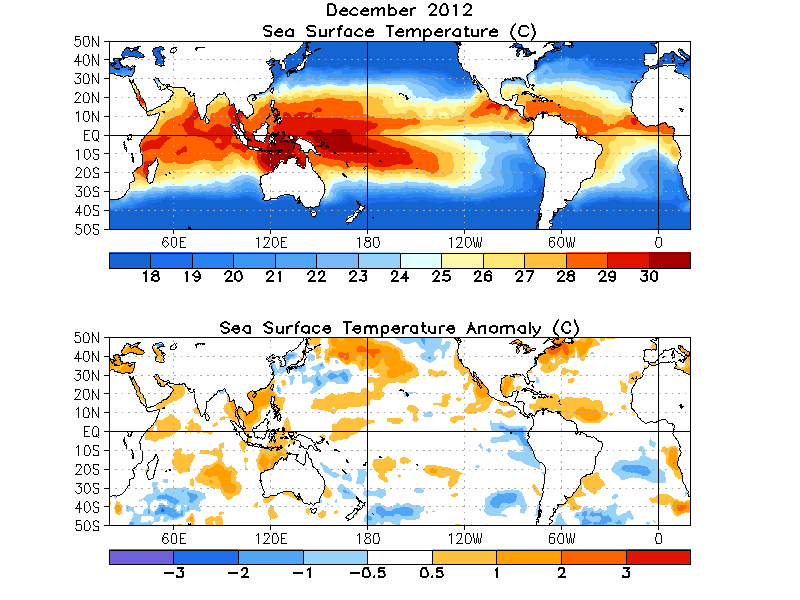 December 2012
Sea Surface Temperature (C)
50N
40N
30N
20N
10N
EQ
10S
20S
30S
40S
50S
60E 120E 180 120W 60W 0
18 19 20 21 22 23 24 25 26 27 28 29 30
Sea Surface Temperature Anomaly (C)
50N
40N
30N
20N
10N
EQ
10S
20S
30S
40S
50S
60E 120E 180 120W 60W 0
-3 -2 -1 -0.5 0.5 1 2 3